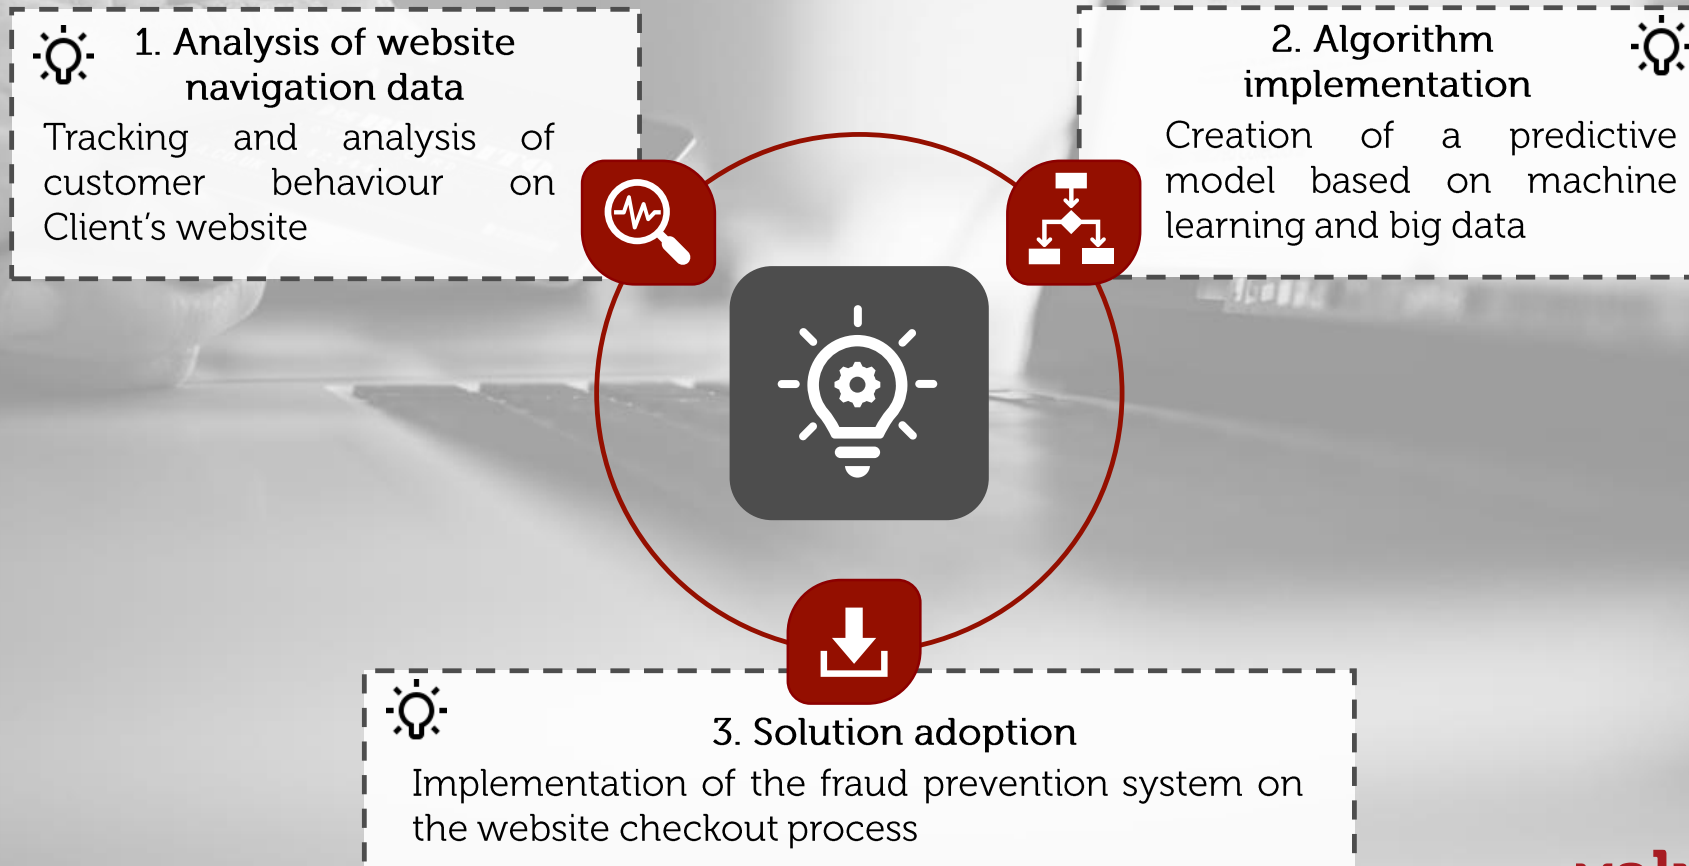 1. Analysis of website
navigation data
Tracking and analysis of
customer behaviour on
Client's website
2. Algorithm
implementation
Creation of a predictive
model based on machine
learning and big data
3. Solution adoption
Implementation of the fraud prevention system on
the website checkout process